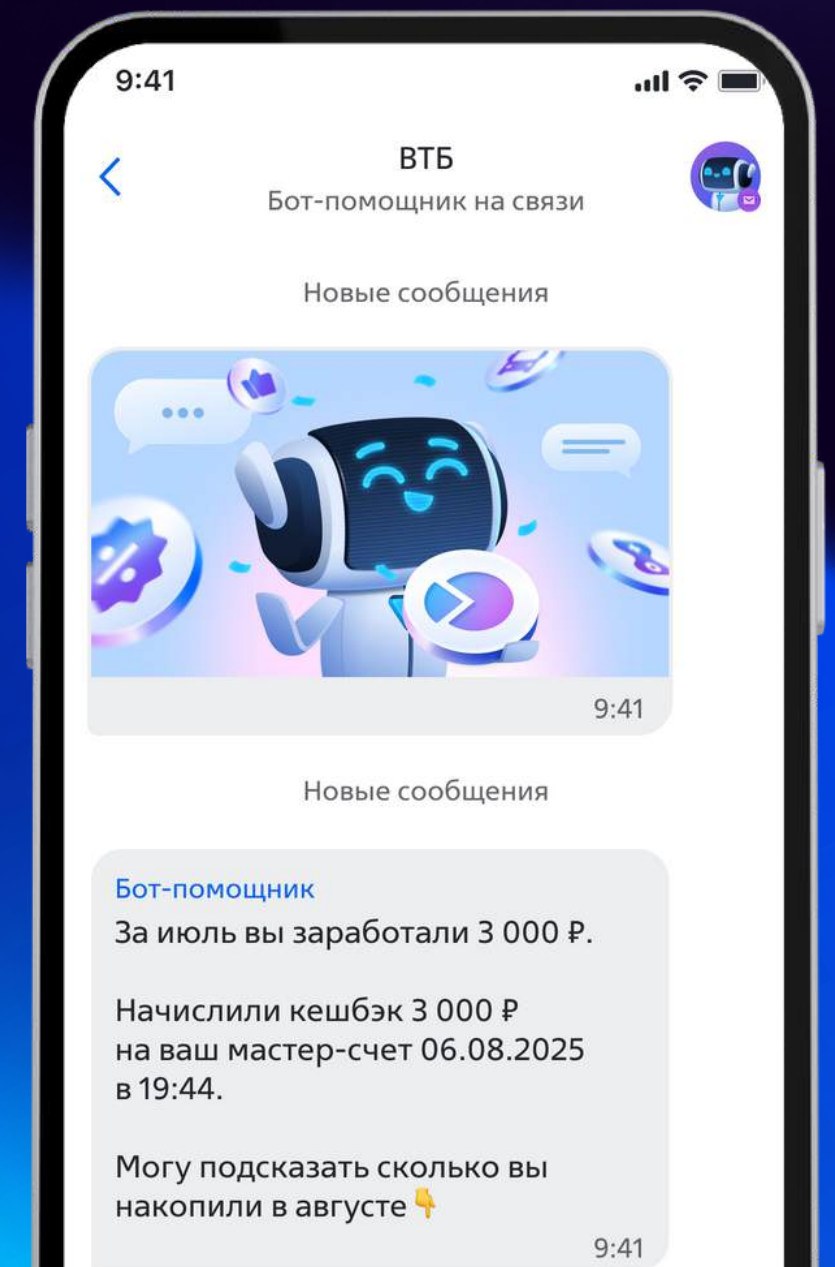 9:41
ВТБ
Бот-помощник на связи
Новые сообщения
9:41
Новые сообщения
Бот-помощник
За июль вы заработали 3 000 ₽.
Начислили кешбэк 3 000 ₽
на ваш мастер-счет 06.08.2025
в 19:44.
Могу подсказать сколько вы
накопили в августе👇
9:41